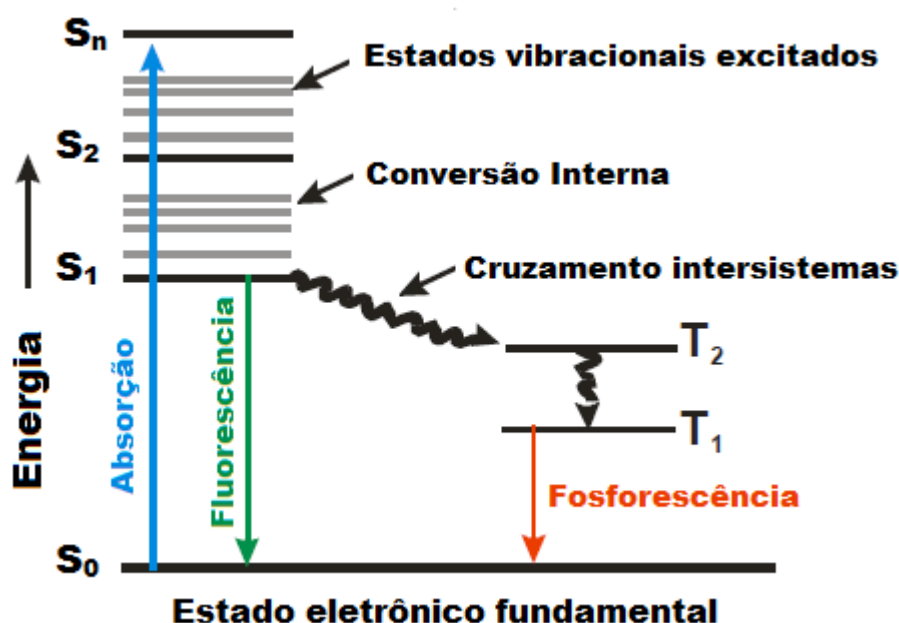 Sn
Estados vibracionais excitados
S2
Conversão Interna
S1
Cruzamento intersistemas
T2
T1
Energia
Absorção
Fluorescência
Fosforescência
S0
Estado eletrônico fundamental